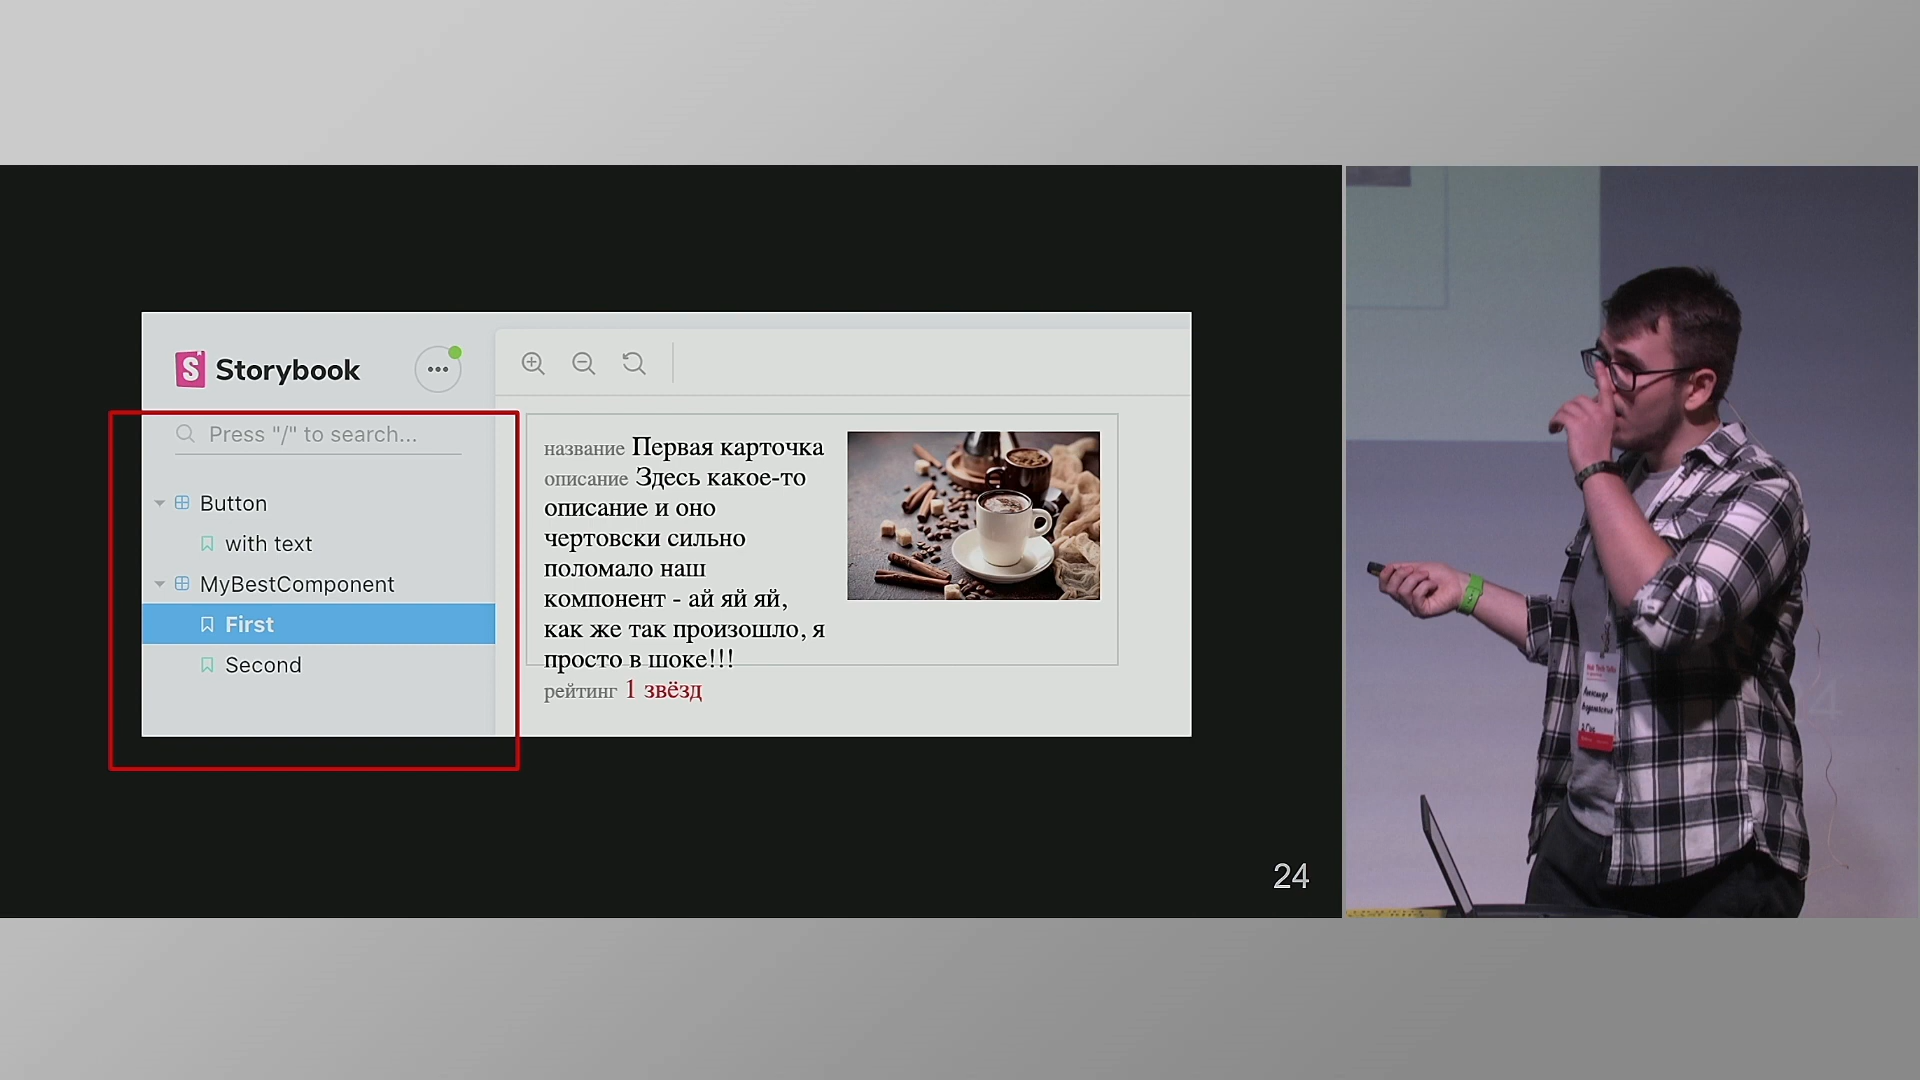 Storybook
Press "/" to search...
Button
with text
MyBestComponent
First
Second
название Первая карточка
описание Здесь какое-то
описание и оно
чертовски сильно
поломало наш
компонент - ай яй яй,
как же так произошло, я
просто в шоке!!!
рейтинг 1 звёзд
24
Александр